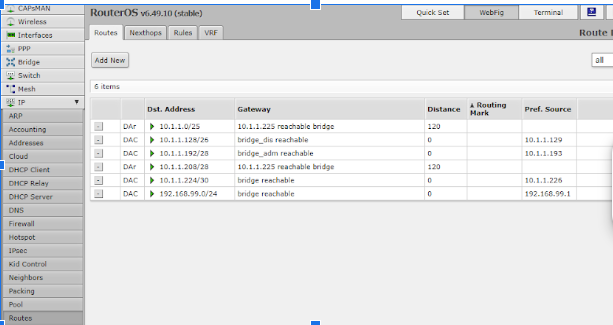 CAPsMAN
RouterOS v6.49.10 (stable)
Quick Set
WebFig
Terminal
Wireless
Interfaces
Routes
Nexthops
Rules
VRF
Route
PPP
Bridge
Add New
all
Switch
Mesh
6 items
IP ▼
ARP
Dst. Address Gateway Distance ▲ Routing Mark Pref. Source
Accounting
- DAr 10.1.1.0/25 10.1.1.225 reachable bridge 120
Addresses
- DAC 10.1.1.128/26 bridge_dis reachable 0 10.1.1.129
Cloud
- DAC 10.1.1.192/28 bridge_adm reachable 0 10.1.1.193
DHCP Client
- DAr 10.1.1.208/28 10.1.1.225 reachable bridge 120
DHCP Relay
- DAC 10.1.1.224/30 bridge reachable 0 10.1.1.226
DHCP Server
- DAC 192.168.99.0/24 bridge reachable 0 192.168.99.1
DNS
Firewall
Hotspot
IPsec
Kid Control
Neighbors
Packing
Pool
Routes